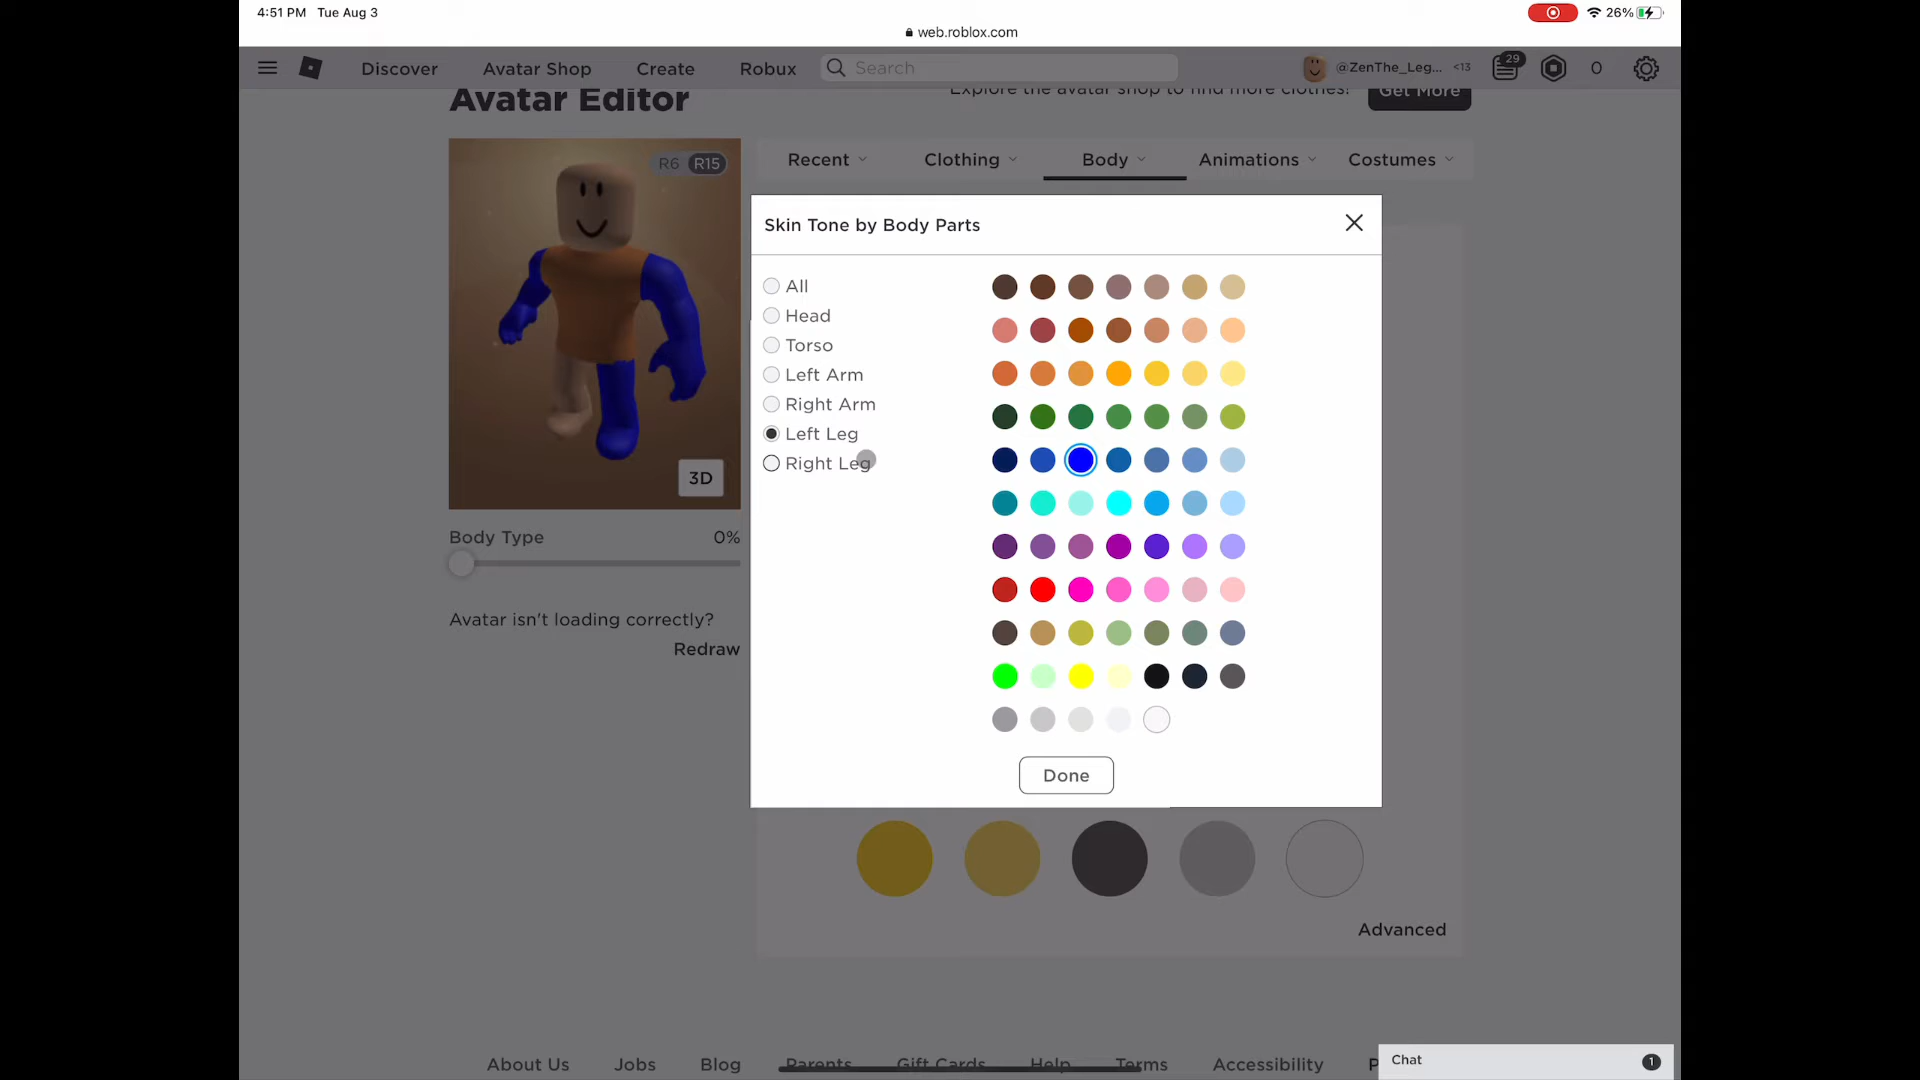 4:51 PM Tue Aug 3
26%
web.roblox.com
Discover
Avatar Shop
Create
Robux
Search
@ZenThe_Leg...
<13
29
0
Avatar Editor
Explore the avatar shop to find more clothes!
Get More
R6 R15
Recent
Clothing
Body
Animations
Costumes
Skin Tone by Body Parts
All
Head
Torso
Left Arm
Right Arm
Left Leg
Right Leg
3D
Body Type
0%
Avatar isn't loading correctly?
Redraw
Done
Advanced
About Us
Jobs
Blog
Parents
Gift Cards
Help
Terms
Accessibility
P
Chat
1